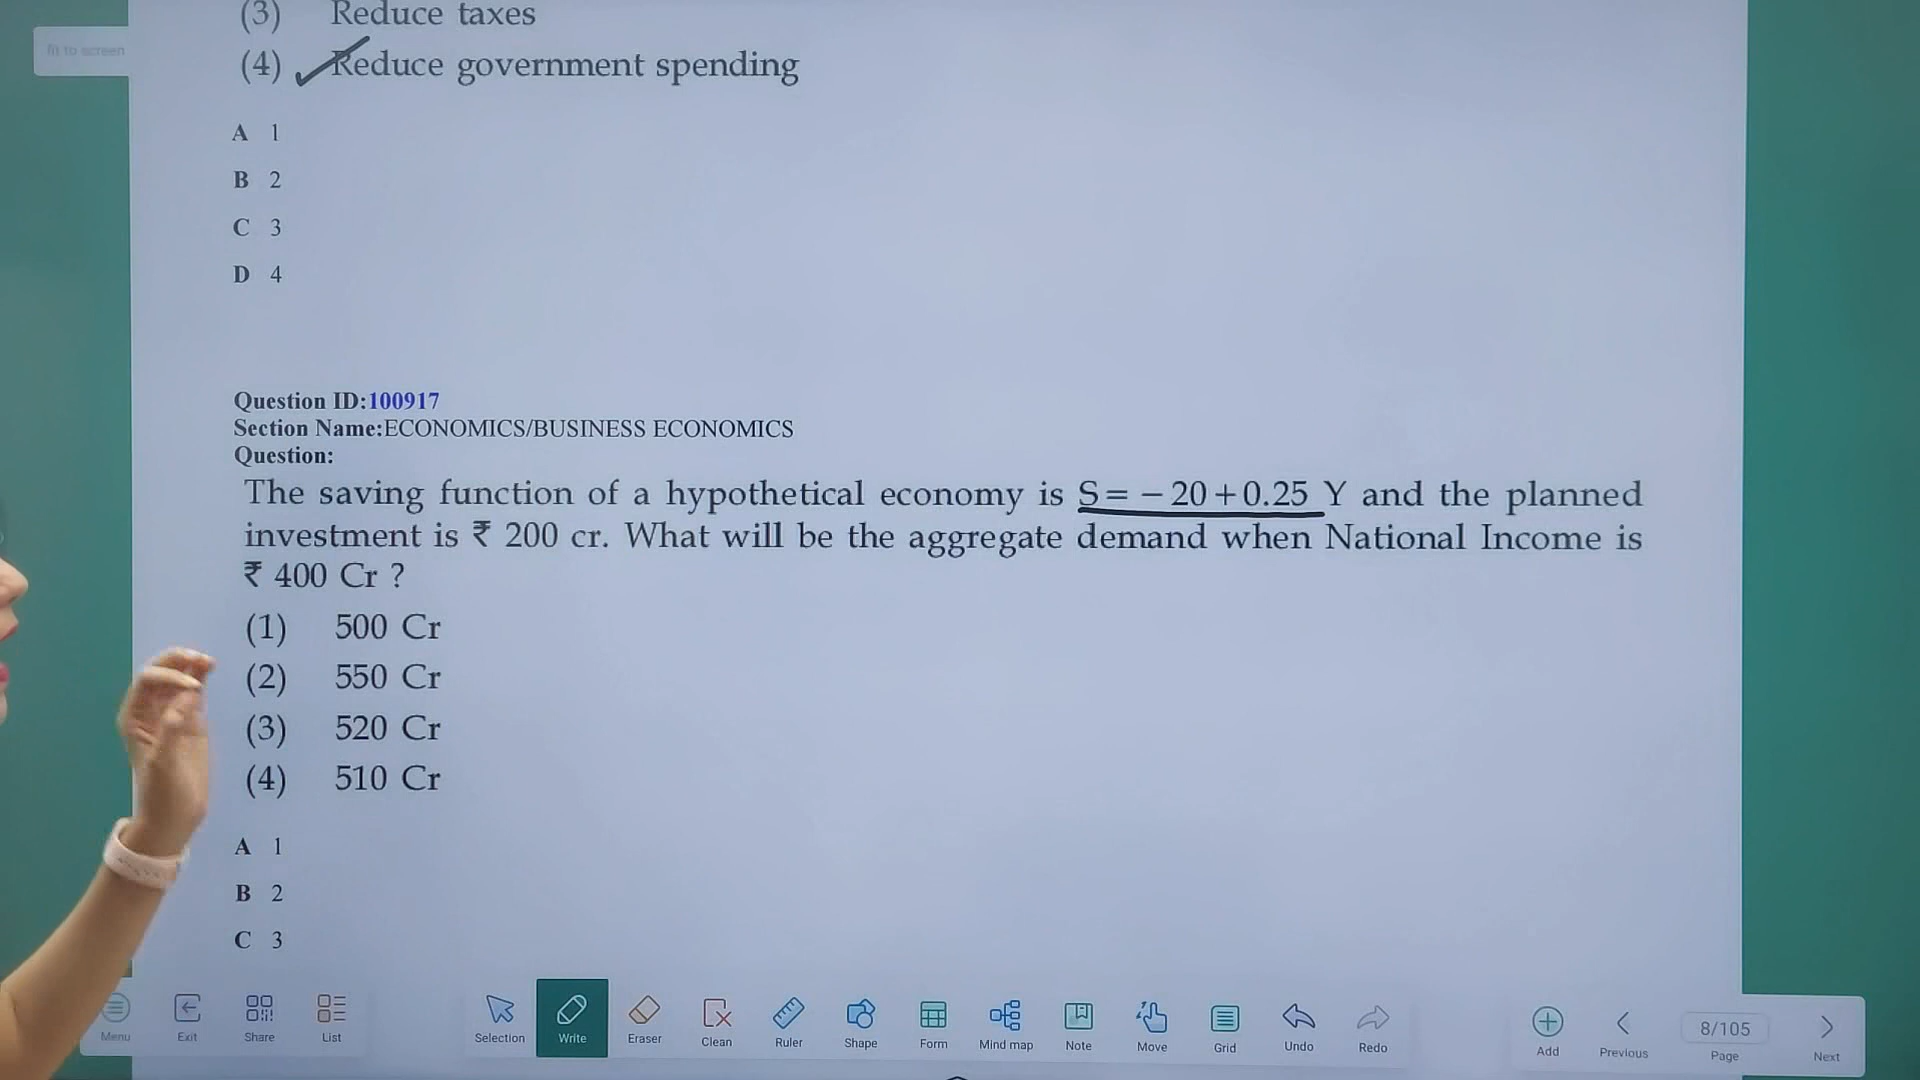 (3) Reduce taxes
fit to screen
(4) Reduce government spending
A 1
B 2
C 3
D 4
Question ID:100917
Section Name:ECONOMICS/BUSINESS ECONOMICS
Question:
The saving function of a hypothetical economy is S= −20+0.25 Y and the planned
investment is ₹ 200 cr. What will be the aggregate demand when National Income is
₹ 400 Cr ?
(1) 500 Cr
(2) 550 Cr
(3) 520 Cr
(4) 510 Cr
A 1
B 2
C 3
Menu Exit Share List Selection Write Eraser Clean Ruler Shape Form Mind map Note Move Grid Undo Redo Add Previous 8/105 Page Next